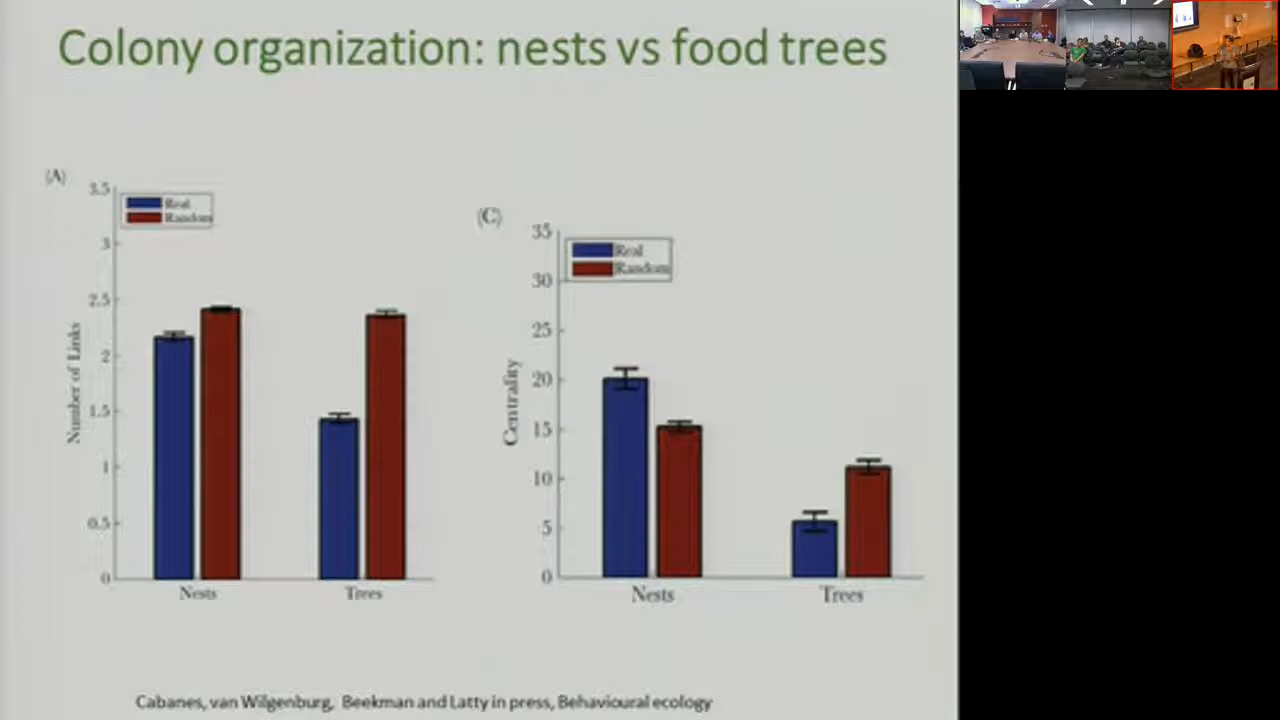 Colony organization: nests vs food trees
(A)
3.5
3
2.5
2
1.5
1
0.5
0
Number of Links
Real
Random
Nests
Trees
(C)
35
30
25
20
15
10
5
0
Centrality
Real
Random
Nests
Trees
Cabanes, van Wilgenburg, Beekman and Latty in press, Behavioural ecology